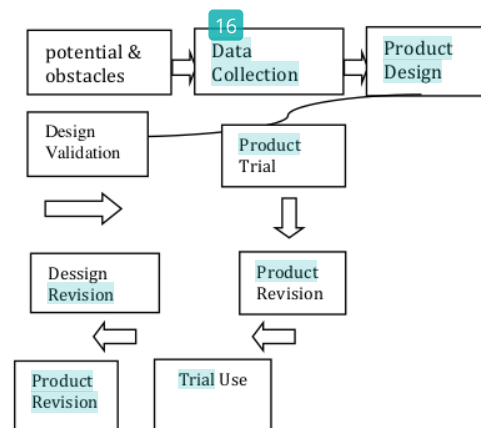 16
potential &
obstacles
Data
Collection
Product
Design
Design
Validation
Product
Trial
Dessign
Revision
Product
Revision
Product
Revision
Trial Use